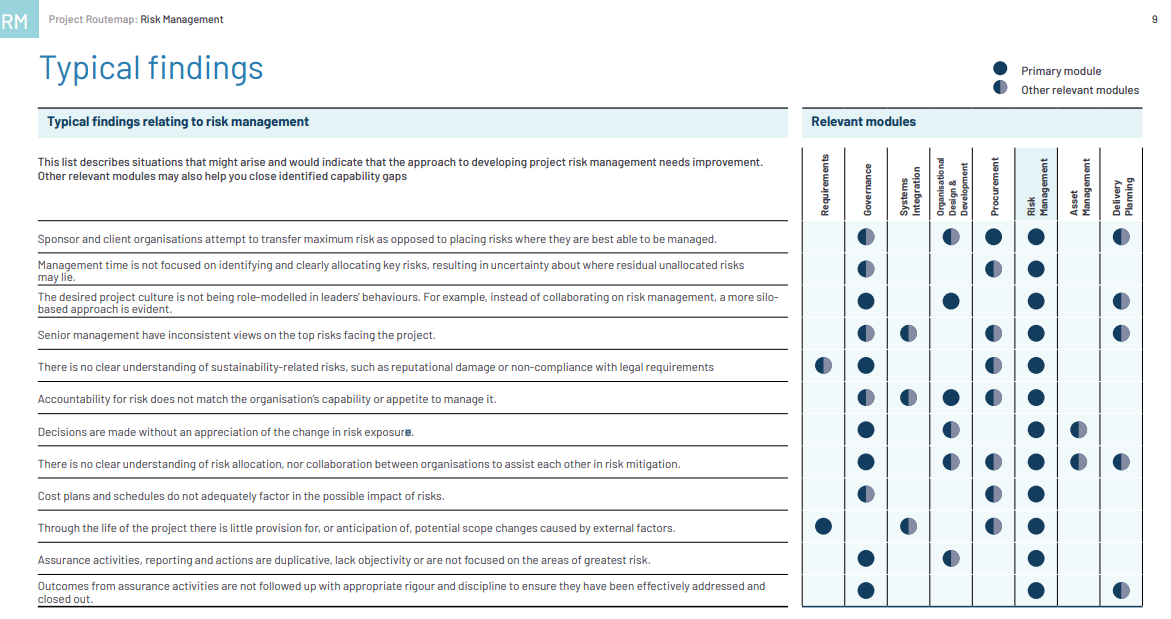 RM
Project Routemap: Risk Management
9
Typical findings
Primary module
Other relevant modules
Typical findings relating to risk management
Relevant modules
This list describes situations that might arise and would indicate that the approach to developing project risk management needs improvement.
Other relevant modules may also help you close identified capability gaps
Requirements
Governance
Systems
Integration
Organisational
Design &
Development
Procurement
Risk
Management
Asset
Management
Delivery
Planning
Sponsor and client organisations attempt to transfer maximum risk as opposed to placing risks where they are best able to be managed.
Management time is not focused on identifying and clearly allocating key risks, resulting in uncertainty about where residual unallocated risks
may lie.
The desired project culture is not being role-modelled in leaders’ behaviours. For example, instead of collaborating on risk management, a more silo-
based approach is evident.
Senior management have inconsistent views on the top risks facing the project.
There is no clear understanding of sustainability-related risks, such as reputational damage or non-compliance with legal requirements
Accountability for risk does not match the organisation’s capability or appetite to manage it.
Decisions are made without an appreciation of the change in risk exposure.
There is no clear understanding of risk allocation, nor collaboration between organisations to assist each other in risk mitigation.
Cost plans and schedules do not adequately factor in the possible impact of risks.
Through the life of the project there is little provision for, or anticipation of, potential scope changes caused by external factors.
Assurance activities, reporting and actions are duplicative, lack objectivity or are not focused on the areas of greatest risk.
Outcomes from assurance activities are not followed up with appropriate rigour and discipline to ensure they have been effectively addressed and
closed out.